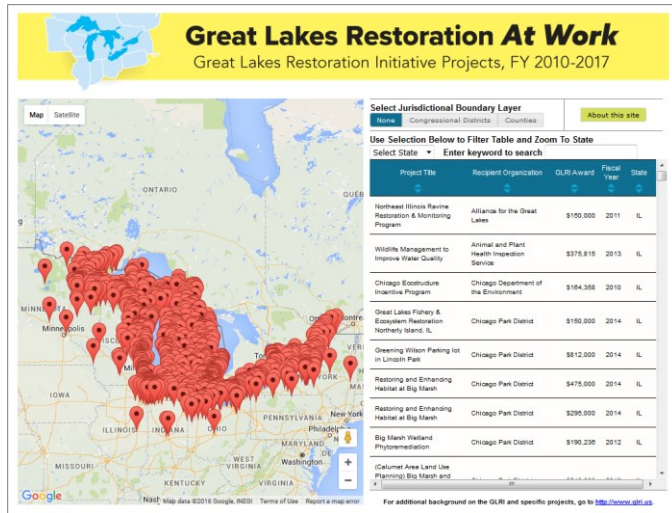 Great Lakes Restoration At Work
Great Lakes Restoration Initiative Projects, FY 2010-2017
Map Satellite
ONTARIO
Minneapolis
IOWA
ILLINOIS
INDIANA
OHIO
PENNSYLVANIA
New York
MARYLAND
WEST
VIRGINIA
Washington
MISSOURI
KENTUCKY
VIRGINIA
Google
Map data ©2016 Google, INEGI Terms of Use Report a map error
Select Jurisdictional Boundary Layer
None Congressional Districts Counties
About this site
Use Selection Below to Filter Table and Zoom To State
Select State Enter keyword to search
Project Title Recipient Organization GLRI Award Fiscal Year State
Northeast Illinois Ravine
Restoration & Monitoring
Program
Alliance for the Great
Lakes
$150,000 2011 IL
Wildlife Management to
Improve Water Quality
Animal and Plant
Health Inspection
Service
$375,815 2013 IL
Chicago Ecostructure
Incentive Program
Chicago Department of
the Environment
$164,358 2010 IL
Great Lakes Fishery &
Ecosystem Restoration
Northerly Island, IL
Chicago Park District
$150,000 2014 IL
Greening Wilson Parking lot
in Lincoln Park
Chicago Park District
$812,000 2014 IL
Restoring and Enhancing
Habitat at Big Marsh
Chicago Park District
$475,000 2014 IL
Restoring and Enhancing
Habitat at Big Marsh
Chicago Park District
$295,000 2014 IL
Big Marsh Wetland
Phytoremediation
Chicago Park District
$190,236 2012 IL
(Calumet Area Land Use
Planning) Big Marsh and
For additional background on the GLRI and specific projects, go to http://www.glri.us.